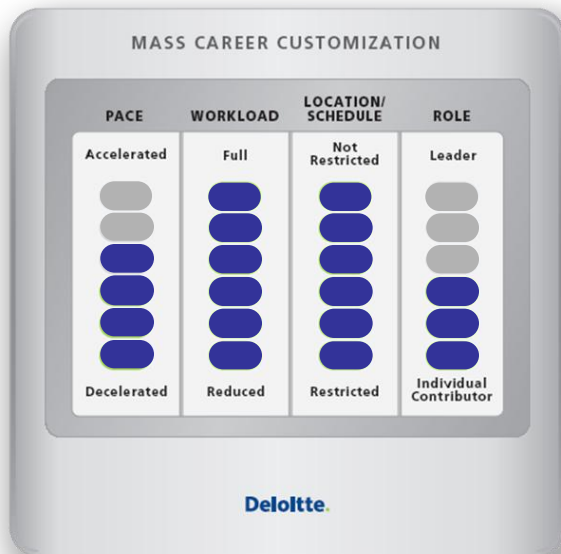 MASS CAREER CUSTOMIZATION
PACE
WORKLOAD
LOCATION/
SCHEDULE
ROLE
Accelerated
Full
Not
Restricted
Leader
Decelerated
Reduced
Restricted
Individual
Contributor
Deloitte.